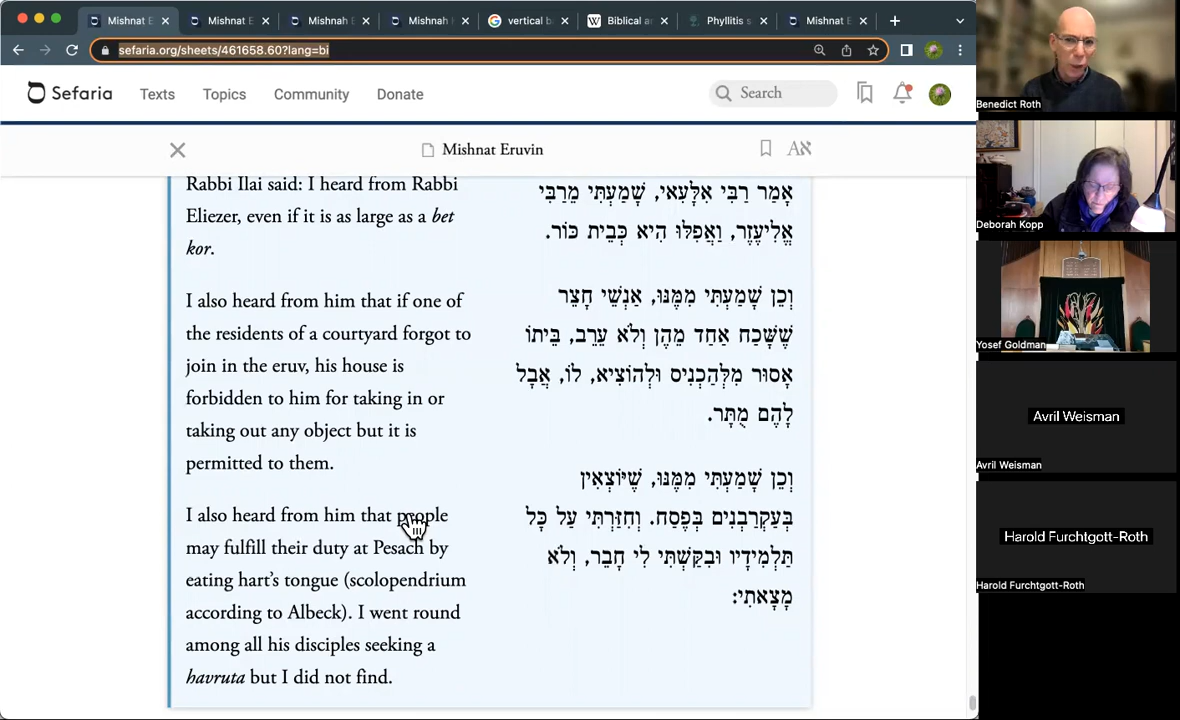 Mishnat E
Mishnat E
Mishnah E
Mishnah
vertical b
Biblical a
Phyllitis s
Mishnat E
sefaria.org/sheets/461658.60?lang=bi
Sefaria
Texts
Topics
Community
Donate
Search
Mishnat Eruvin
Rabbi Ilai said: I heard from Rabbi
Eliezer, even if it is as large as a bet
kor.
אָמַר רַבִּי אִלְעַאי, שָׁמַעְתִּי מֵרַבִּי
אֱלִיעֶזֶר, וַאֲפִלּוּ הִיא כְּבֵית כּוֹר.
I also heard from him that if one of
the residents of a courtyard forgot to
join in the eruv, his house is
forbidden to him for taking in or
taking out any object but it is
permitted to them.
וְכֵן שָׁמַעְתִּי מִמֶּנּוּ, אַנְשֵׁי חָצֵר
שֶׁשָּׁכַח אַחַד מֵהֶן וְלֹא עֵרֵב, בֵּיתוֹ
אָסוּר מִלְּהַכְנִיס וּלְהוֹצִיא, לוֹ, אֲבָל
לָהֶם מֻתָּר.
I also heard from him that people
may fulfill their duty at Pesach by
eating hart’s tongue (scolopendrium
according to Albeck). I went round
among all his disciples seeking a
havruta but I did not find.
וְכֵן שָׁמַעְתִּי מִמֶּנּוּ, שֶׁיּוֹצְאִין
בְּעַקְרַבְנִים בְּפֶסַח. וְחִזַּרְתִּי עַל כָּל
תַּלְמִידָיו וּבִקַּשְׁתִּי לִי חָבֵר, וְלֹא
מָצָאתִי:
Benedict Roth
Deborah Kopp
Yosef Goldman
Avril Weisman
Avril Weisman
Harold Furchtgott-Roth
Harold Furchtgott-Roth